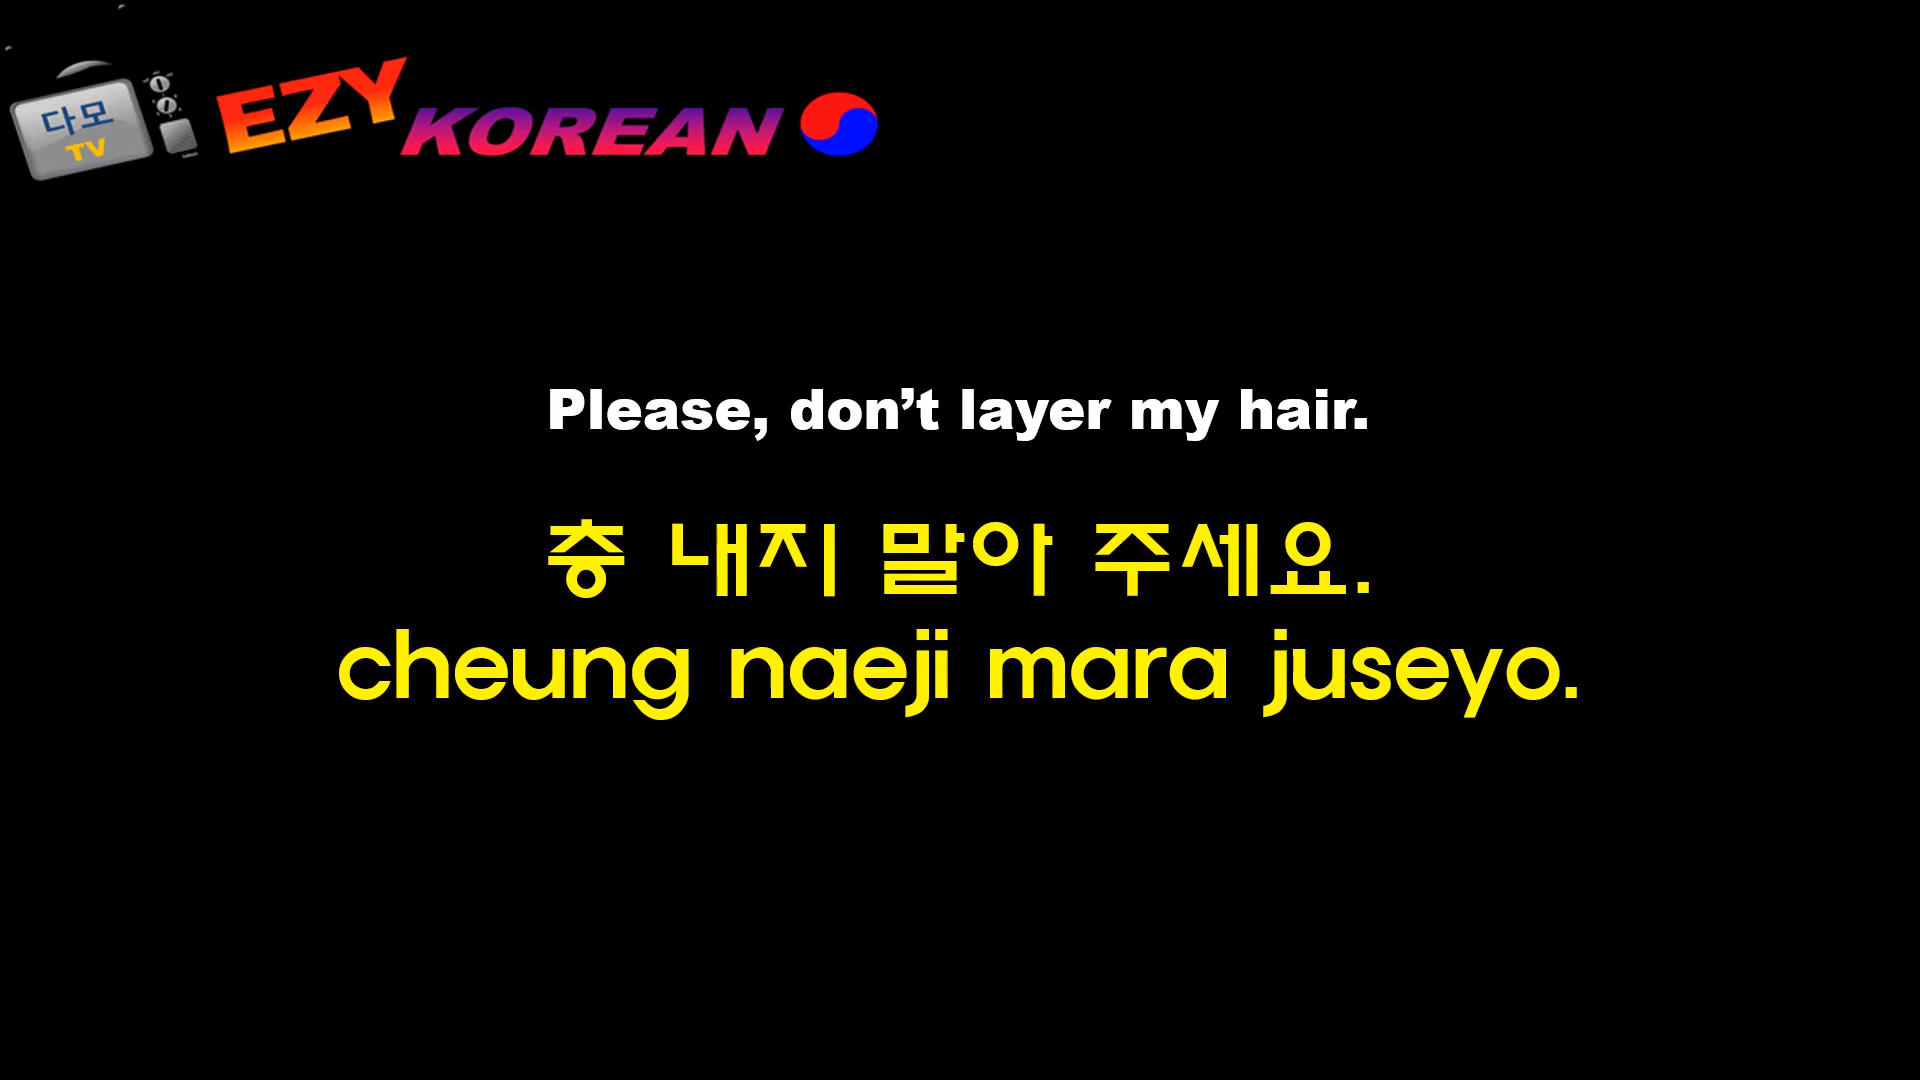 다모
TV
EZY KOREAN
Please, don’t layer my hair.
층 내지 말아 주세요.
cheung naeji mara juseyo.